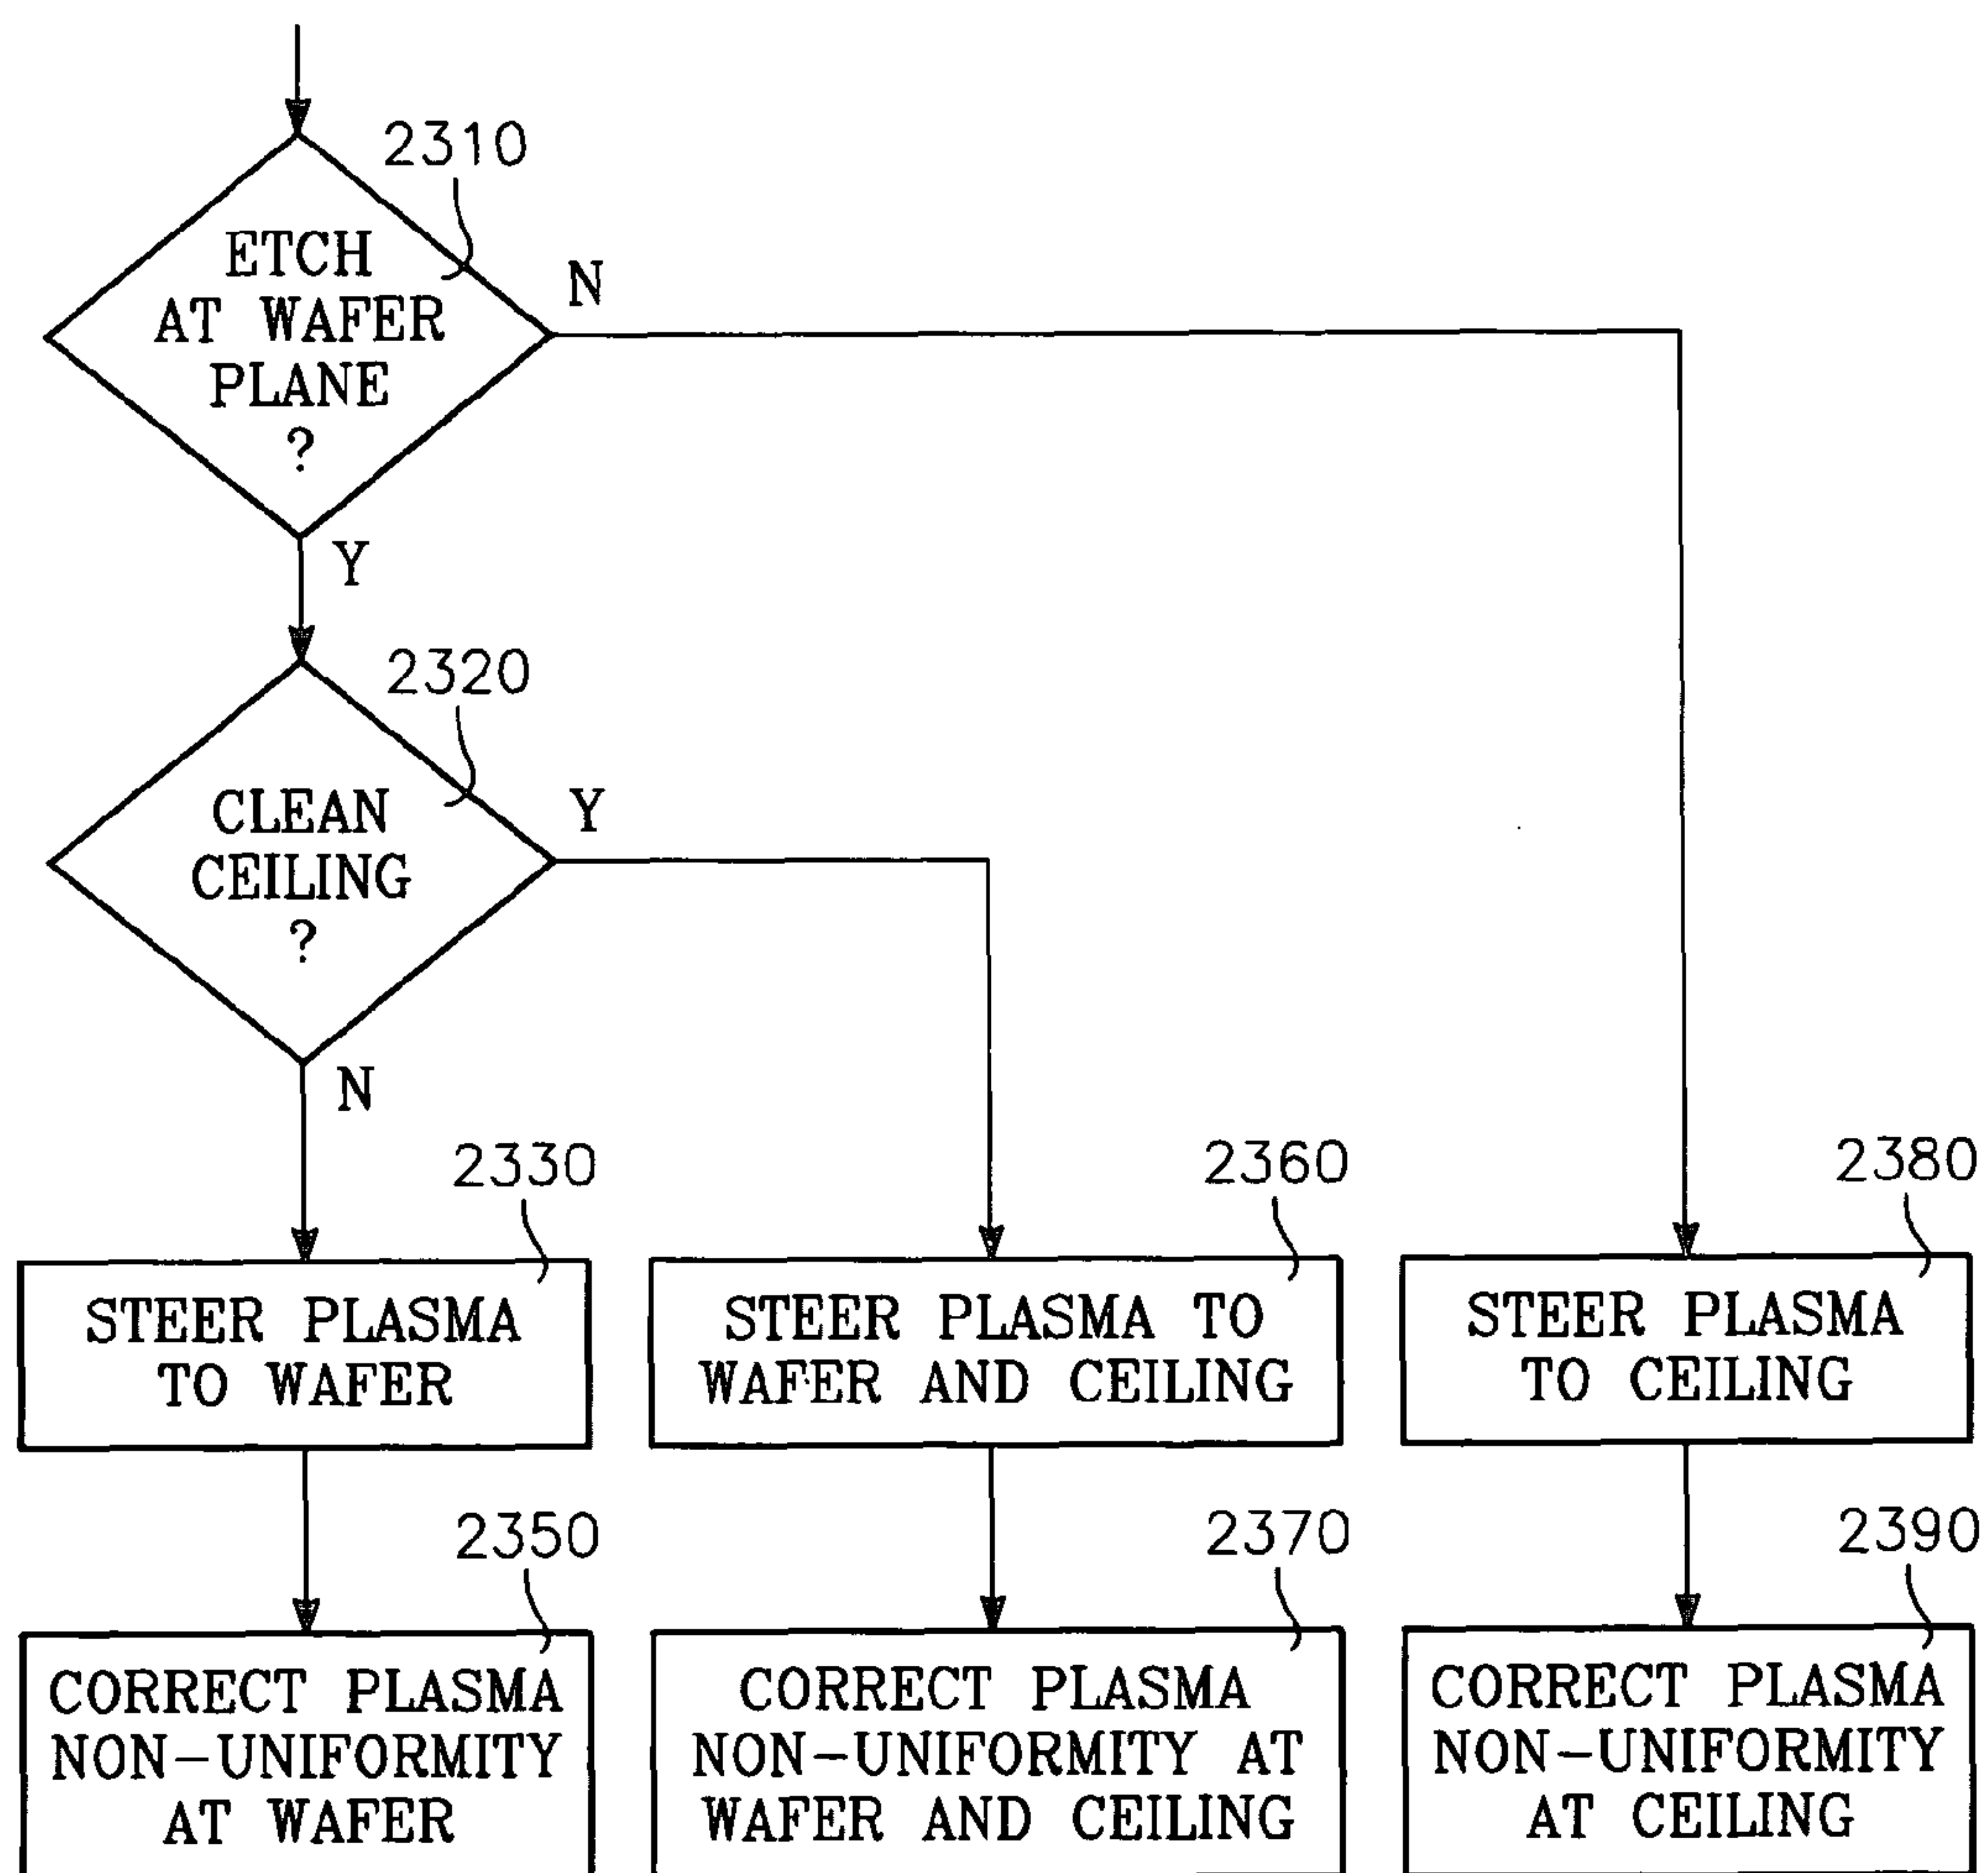 2310
ETCH
AT WAFER
PLANE
?
N
Y
2320
CLEAN
CEILING
?
Y
N
2330
STEER PLASMA
TO WAFER
2360
STEER PLASMA TO
WAFER AND CEILING
2380
STEER PLASMA
TO CEILING
2350
CORRECT PLASMA
NON-UNIFORMITY
AT WAFER
2370
CORRECT PLASMA
NON-UNIFORMITY AT
WAFER AND CEILING
2390
CORRECT PLASMA
NON-UNIFORMITY
AT CEILING